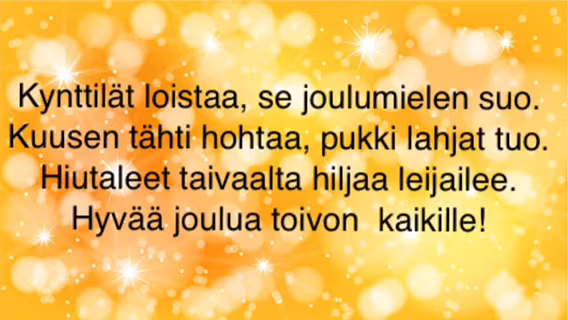 Kynttilät loistaa, se joulumielen suo.
Kuusen tähti hohtaa, pukki lahjat tuo.
Hiutaleet taivaalta hiljaa leijailee.
Hyvää joulua toivon  kaikille!